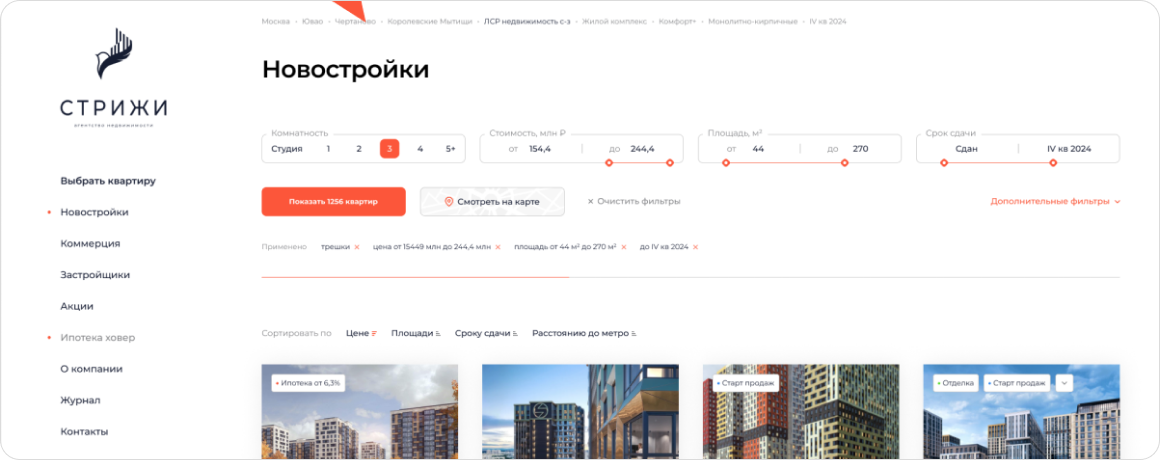 Москва • Ювао • Чертаново • Королевские Мытищи • ЛСР недвижимость с-з • Жилой комплекс • Комфорт+ • Монолитно-кирпичные • IV кв 2024
СТРИЖИ
агентство недвижимости
Новостройки
Комнатность
Студия 1 2 3 4 5+
Стоимость, млн ₽
от 154,4 до 244,4
Площадь, м²
от 44 до 270
Срок сдачи
Сдан IV кв 2024
Выбрать квартиру
Новостройки
Коммерция
Застройщики
Акции
Ипотека ховер
О компании
Журнал
Контакты
Показать 1256 квартир
Смотреть на карте
× Очистить фильтры
Дополнительные фильтры
Применено трешки × цена от 15449 млн до 244,4 млн × площадь от 44 м² до 270 м² × до IV кв 2024 ×
Сортировать по Цене Площади Сроку сдачи Расстоянию до метро
Ипотека от 6,3%
Старт продаж
Отделка Старт продаж